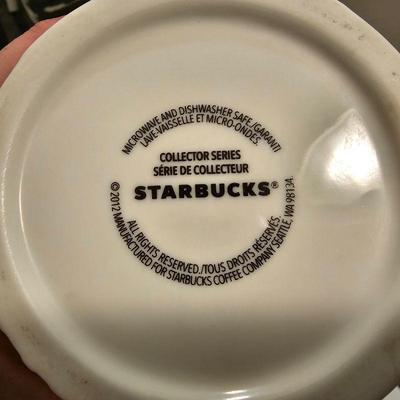 MICROWAVE AND DISHWASHER SAFE./GARANTI
LAVE-VAISSELLE ET MICRO-ONDES.
COLLECTOR SERIES
SÉRIE DE COLLECTEUR
STARBUCKS®
ALL RIGHTS RESERVED./TOUS DROITS RÉSERVÉS.
© 2012 MANUFACTURED FOR STARBUCKS COFFEE COMPANY SEATTLE, WA 98134.